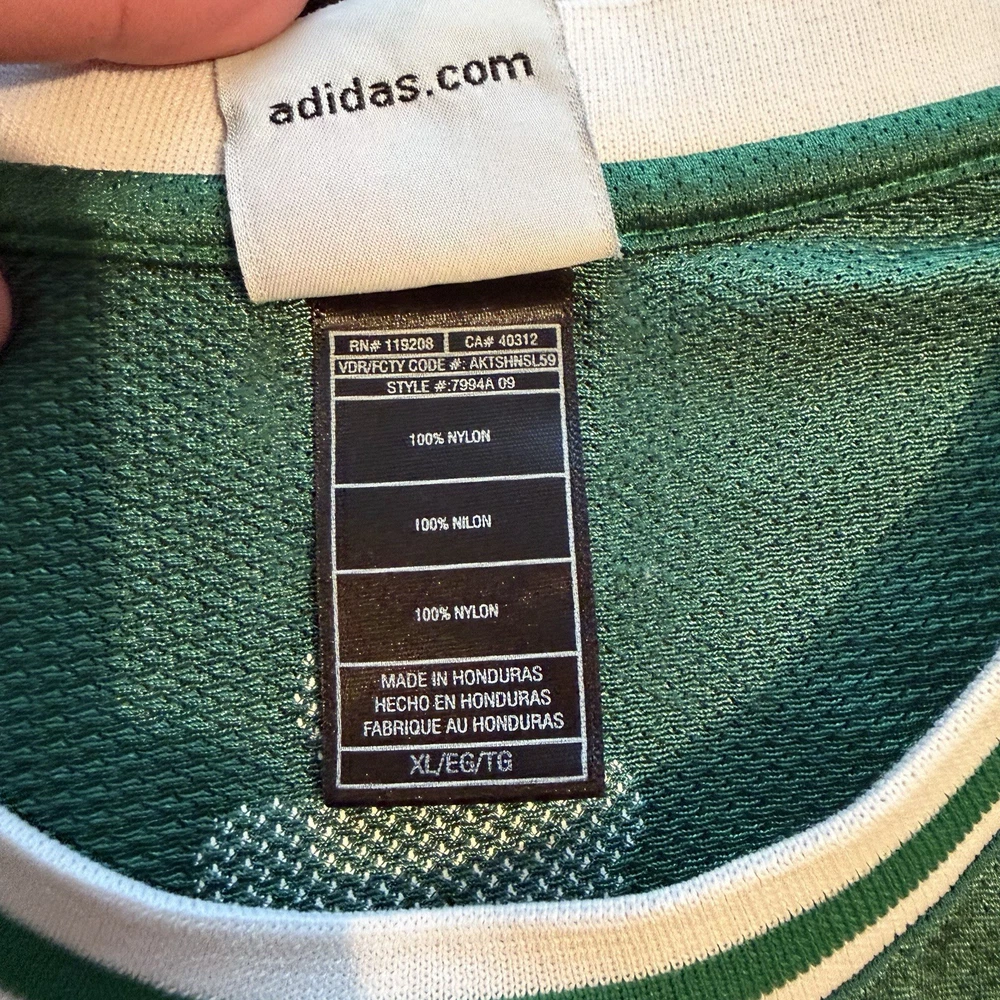 adidas.com
RN# 119208 CA# 40312
VDR/FCTY CODE #: AKTSHN5L59
STYLE #:7994A 09
100% NYLON
100% NILON
100% NYLON
MADE IN HONDURAS
HECHO EN HONDURAS
FABRIQUE AU HONDURAS
XL/EG/TG